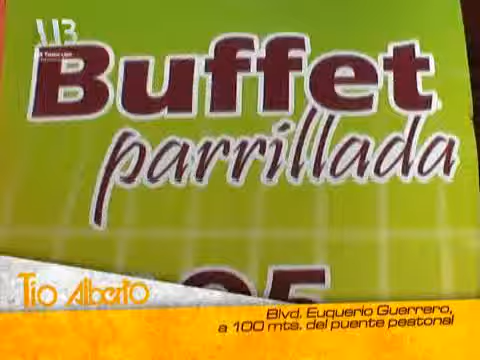 Buffet
parrillada
Tío Alberto
Blvd. Euquerio Guerrero,
a 100 mts. del puente peatonal